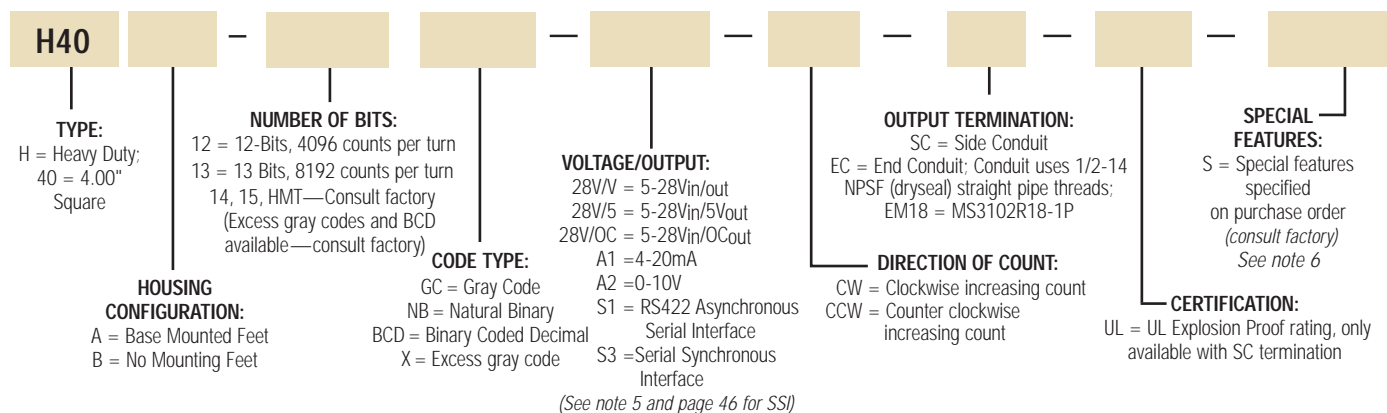 H40 – — — — — —
TYPE:
H = Heavy Duty;
40 = 4.00"
Square
HOUSING
CONFIGURATION:
A = Base Mounted Feet
B = No Mounting Feet
NUMBER OF BITS:
12 = 12-Bits, 4096 counts per turn
13 = 13 Bits, 8192 counts per turn
14, 15, HMT—Consult factory
(Excess gray codes and BCD
available—consult factory)
CODE TYPE:
GC = Gray Code
NB = Natural Binary
BCD = Binary Coded Decimal
X = Excess gray code
VOLTAGE/OUTPUT:
28V/V = 5-28Vin/out
28V/5 = 5-28Vin/5Vout
28V/OC = 5-28Vin/OCout
A1 =4-20mA
A2 =0-10V
S1 = RS422 Asynchronous
Serial Interface
S3 =Serial Synchronous
Interface
(See note 5 and page 46 for SSI)
DIRECTION OF COUNT:
CW = Clockwise increasing count
CCW = Counter clockwise
increasing count
OUTPUT TERMINATION:
SC = Side Conduit
EC = End Conduit; Conduit uses 1/2-14
NPSF (dryseal) straight pipe threads;
EM18 = MS3102R18-1P
CERTIFICATION:
UL = UL Explosion Proof rating, only
available with SC termination
SPECIAL
FEATURES:
S = Special features
specified
on purchase order
(consult factory)
See note 6